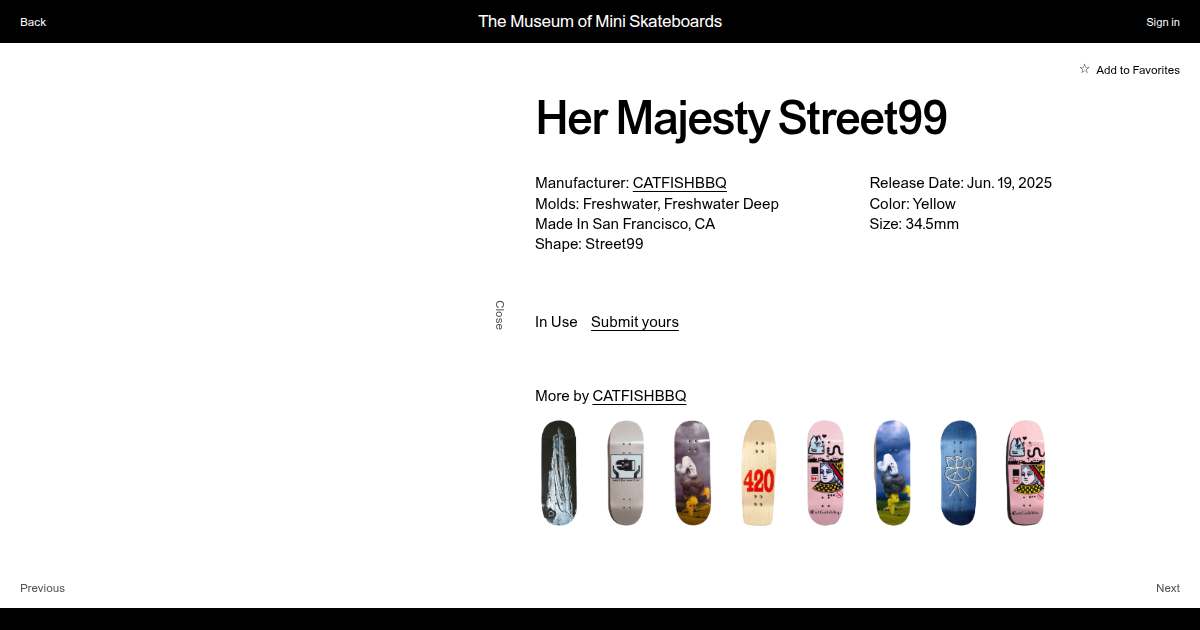 Back
The Museum of Mini Skateboards
Sign in
☆ Add to Favorites
Her Majesty Street99
Manufacturer: CATFISHBBQ
Molds: Freshwater, Freshwater Deep
Made In San Francisco, CA
Shape: Street99
Release Date: Jun. 19, 2025
Color: Yellow
Size: 34.5mm
Close
In Use Submit yours
More by CATFISHBBQ
420
Previous
Next